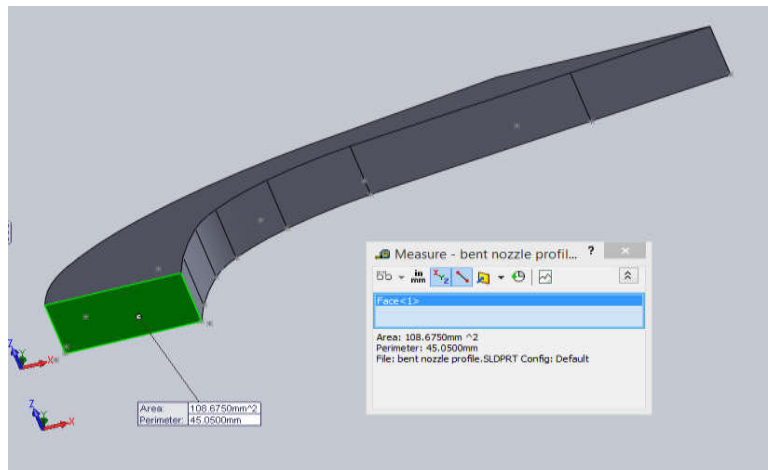 Measure - bent nozzle profil... ?
in
mm
XYZ
Face<1>
Area: 108.6750mm ^2
Perimeter: 45.0500mm
File: bent nozzle profile.SLDPRT Config: Default
Area: 108.6750mm^2
Perimeter: 45.0500mm
Z Y X
Z Y X